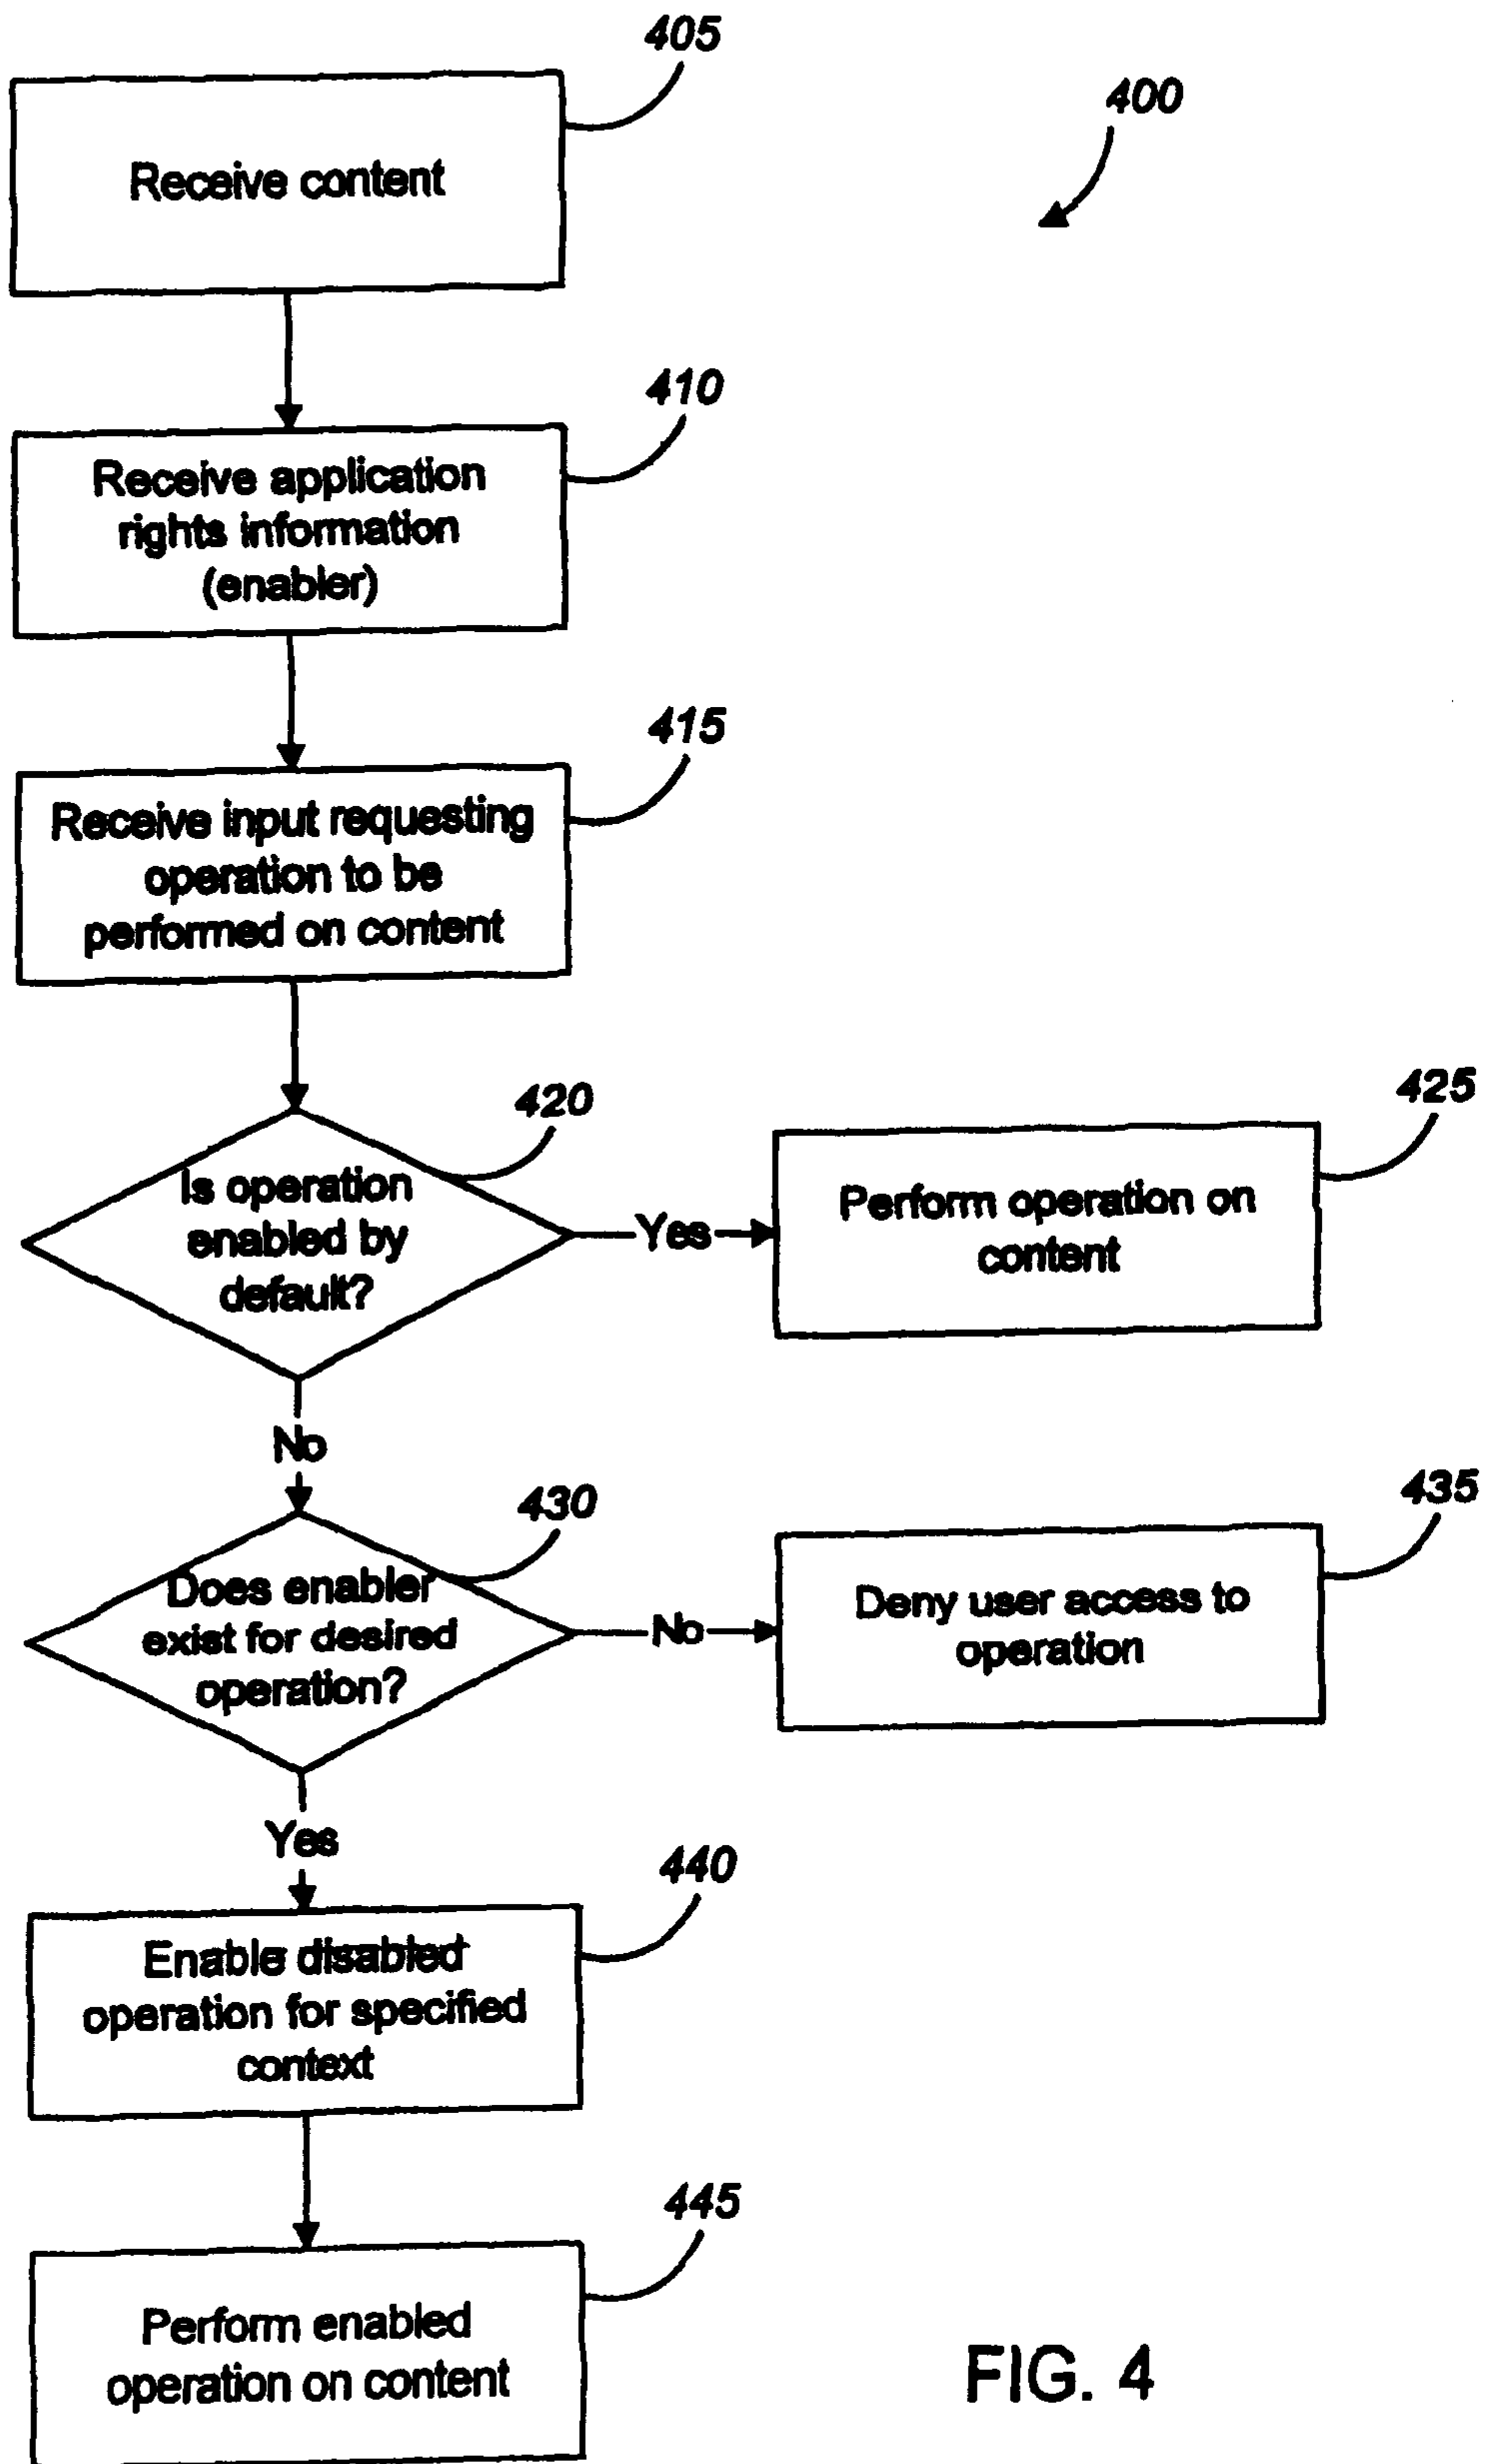 405
400
Receive content
410
Receive application
rights information
(enabler)
415
Receive input requesting
operation to be
performed on content
420
Is operation
enabled by
default?
Yes
425
Perform operation on
content
No
430
Does enabler
exist for desired
operation?
No
435
Deny user access to
operation
Yes
440
Enable disabled
operation for specified
context
445
Perform enabled
operation on content
FIG. 4